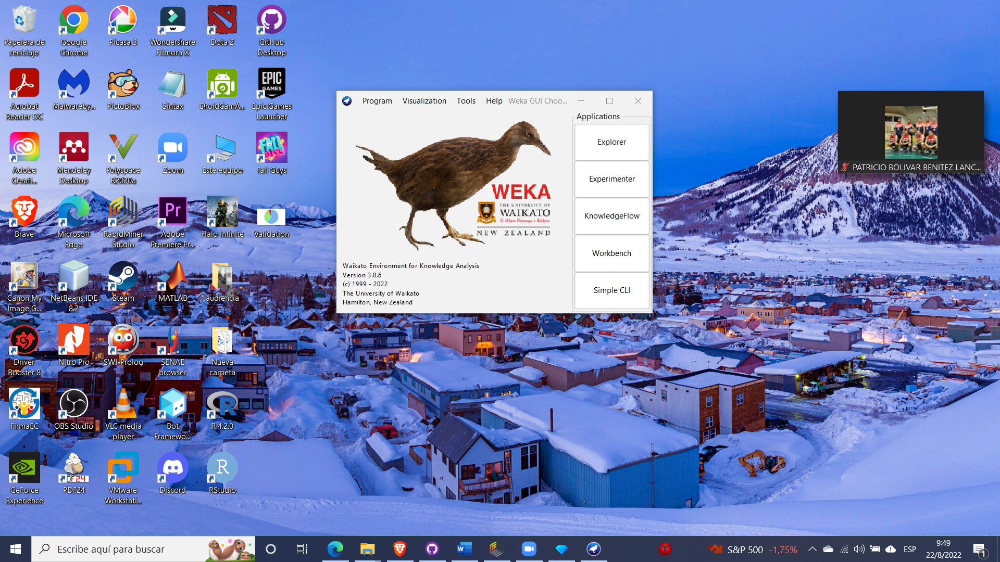 Papelera de
reciclaje
Google
Chrome
Picasa 3
Wondershare
Filmora X
Dota 2
GitHub
Desktop
Acrobat
Reader DC
Malwareby...
PictoBlox
Sintax
DroidCamA...
EPIC
GAMES
Epic Games
Launcher
Adobe
Creati...
Mendeley
Desktop
Polyspace
R2020a
Zoom
Este equipo
FALL
GUYS
Fall Guys
Brave
Microsoft
Edge
RapidMiner
Studio
Pr
Adobe
Premiere Pr...
Halo Infinite
Validation
Canon My
Image G...
NetBeans IDE
8.2
Steam
MATLAB
audiencia
Driver
Booster 8
Nitro Pro
SWI-Prolog
SENAE
browser
Nueva
carpeta
FirmaEC
OBS Studio
VLC media
player
Bot
Framewo...
R
R 4.2.0
GeForce
Experience
PDF24
VMware
Workstati...
Discord
R
RStudio
Program
Visualization
Tools
Help
Weka GUI Choo...
WEKA
THE UNIVERSITY OF
WAIKATO
Te Whare Wānanga o Waikato
NEW ZEALAND
Waikato Environment for Knowledge Analysis
Version 3.8.6
(c) 1999 - 2022
The University of Waikato
Hamilton, New Zealand
Applications
Explorer
Experimenter
KnowledgeFlow
Workbench
Simple CLI
PATRICIO BOLIVAR BENITEZ LANC...
Escribe aquí para buscar
S&P 500 -1,75%
ESP
9:49
22/8/2022
1